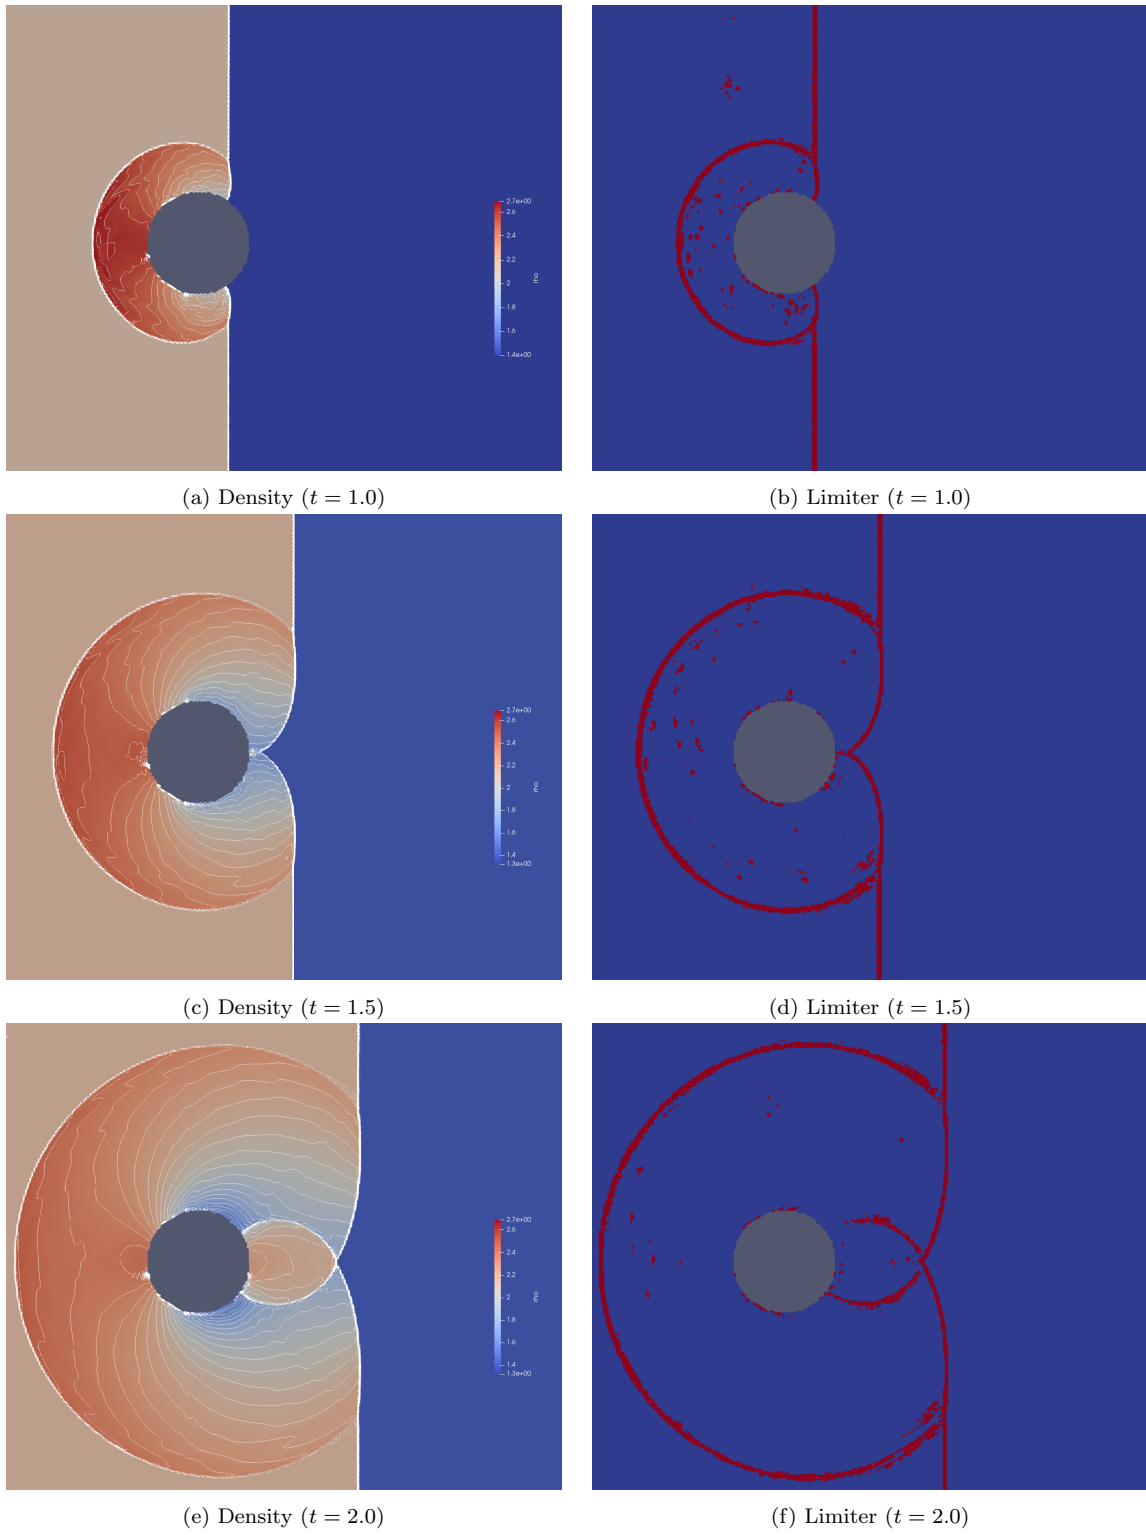 2.7e+00
2.6
2.4
2.2
2
1.8
1.6
1.4e+00
rho
(a) Density (t = 1.0)
(b) Limiter (t = 1.0)
2.7e+00
2.6
2.4
2.2
2
1.8
1.6
1.4
1.3e+00
rho
(c) Density (t = 1.5)
(d) Limiter (t = 1.5)
2.7e+00
2.6
2.4
2.2
2
1.8
1.6
1.4
1.3e+00
rho
(e) Density (t = 2.0)
(f) Limiter (t = 2.0)